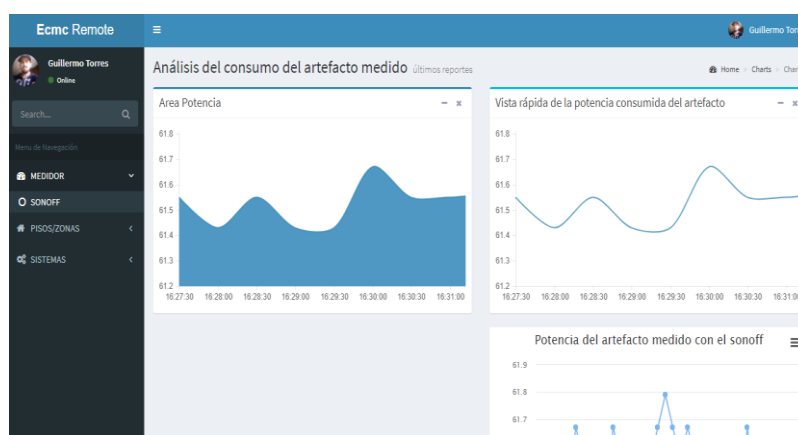 Ecmc Remote
Guillermo Torres
Online
Search...
Menu de Navegación
MEDIDOR
SONOFF
PISOS/ZONAS
SISTEMAS
Guillermo Torr
Análisis del consumo del artefacto medido últimos reportes
Home > Charts > Char
Area Potencia
61.8
61.7
61.6
61.5
61.4
61.3
61.2
16:27:30 16:28:00 16:28:30 16:29:00 16:29:30 16:30:00 16:30:30 16:31:00
Vista rápida de la potencia consumida del artefacto
61.8
61.7
61.6
61.5
61.4
61.3
61.2
16:27:30 16:28:00 16:28:30 16:29:00 16:29:30 16:30:00 16:30:30 16:31:00
Potencia del artefacto medido con el sonoff
61.9
61.8
61.7